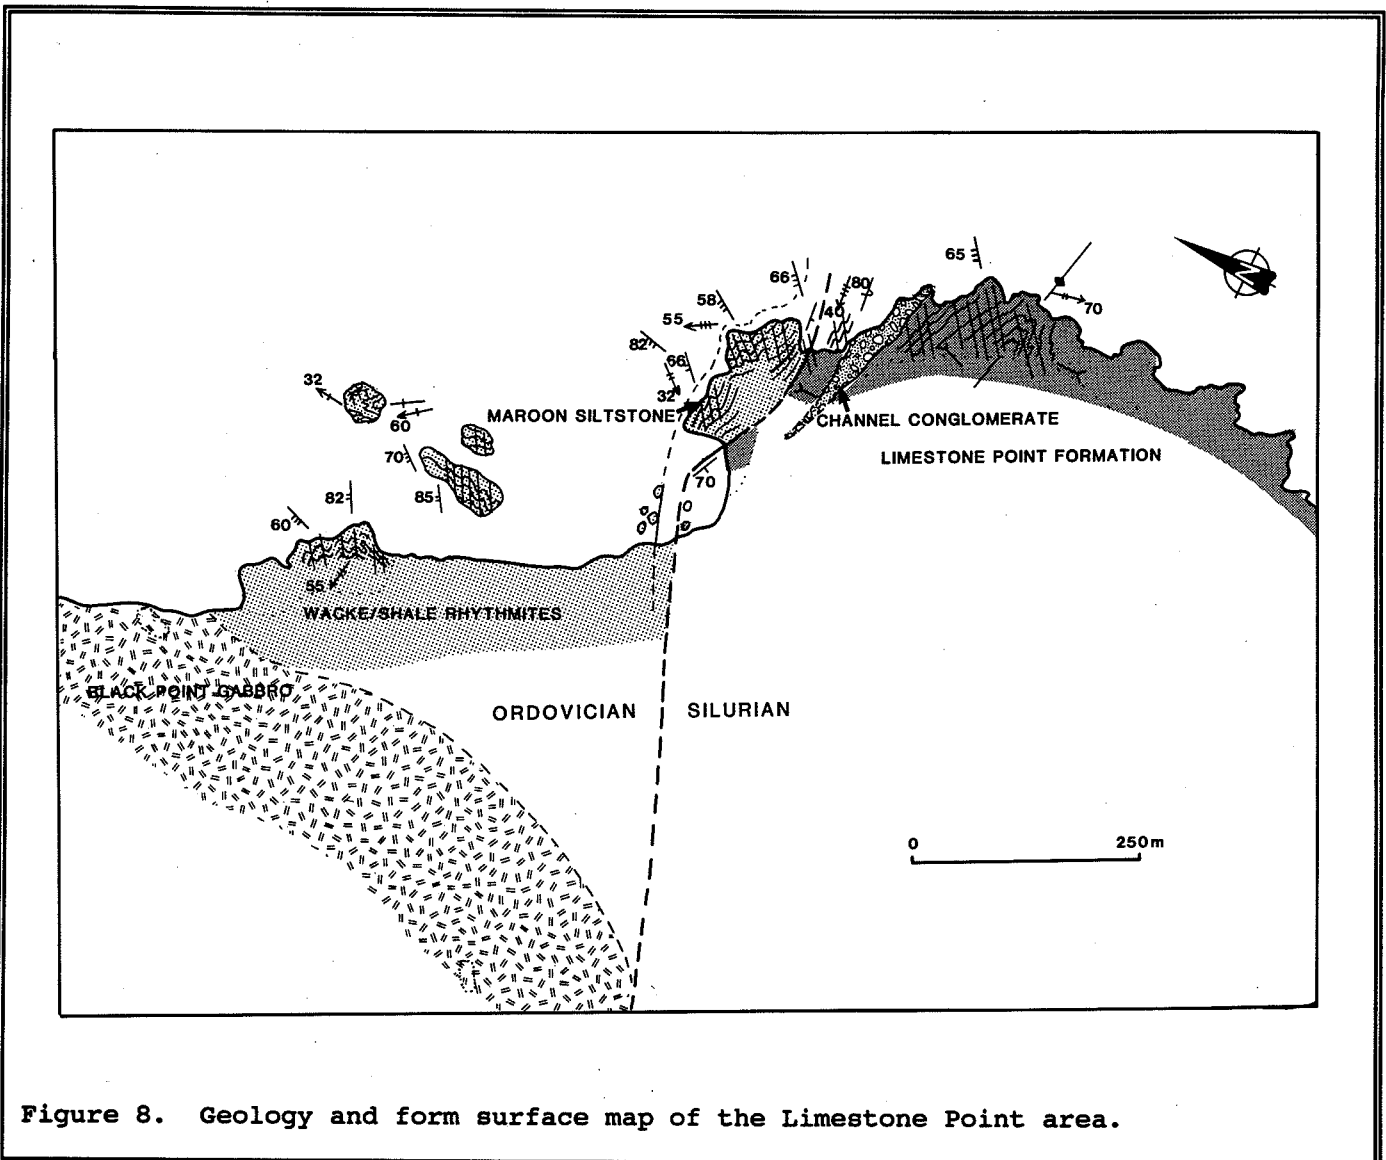 65
66
80
58
40
70
55
82
66
32
32
MAROON SILTSTONE
CHANNEL CONGLOMERATE
60
LIMESTONE POINT FORMATION
70
70
82
85
60
55
WACKE/SHALE RHYTHMITES
BLACK POINT GABBRO
ORDOVICIAN SILURIAN
0 250m
N
Figure 8. Geology and form surface map of the Limestone Point area.